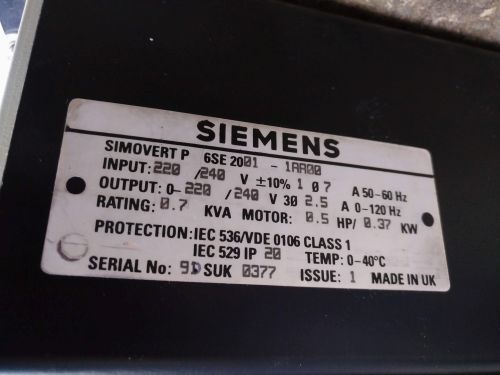 SIEMENS
SIMOVERT P 6SE 2001 - 1AA00
INPUT: 220 /240 V ±10% 1 0 7 A 50-60 Hz
OUTPUT: 0-220 /240 V 3Ø 2.5 A 0-120 Hz
RATING: 0.7 KVA MOTOR: 0.5 HP/ 0.37 KW
PROTECTION: IEC 536/VDE 0106 CLASS 1
IEC 529 IP 20 TEMP: 0-40°C
SERIAL No: 9D SUK 0377 ISSUE: 1 MADE IN UK